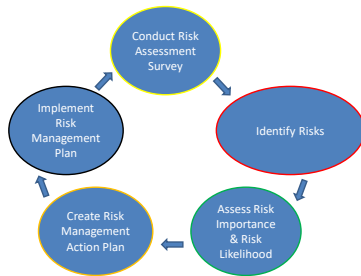 Conduct Risk
Assessment
Survey
Identify Risks
Assess Risk
Importance
& Risk
Likelihood
Create Risk
Management
Action Plan
Implement
Risk
Management
Plan